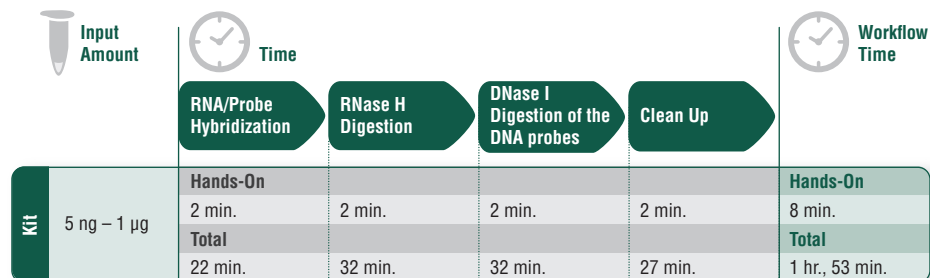 Input
Amount
Time
Workflow
Time
RNA/Probe
Hybridization
RNase H
Digestion
DNase I
Digestion of the
DNA probes
Clean Up
Kit
5 ng – 1 µg
Hands-On
Hands-On
2 min.
2 min.
2 min.
2 min.
8 min.
Total
Total
22 min.
32 min.
32 min.
27 min.
1 hr., 53 min.